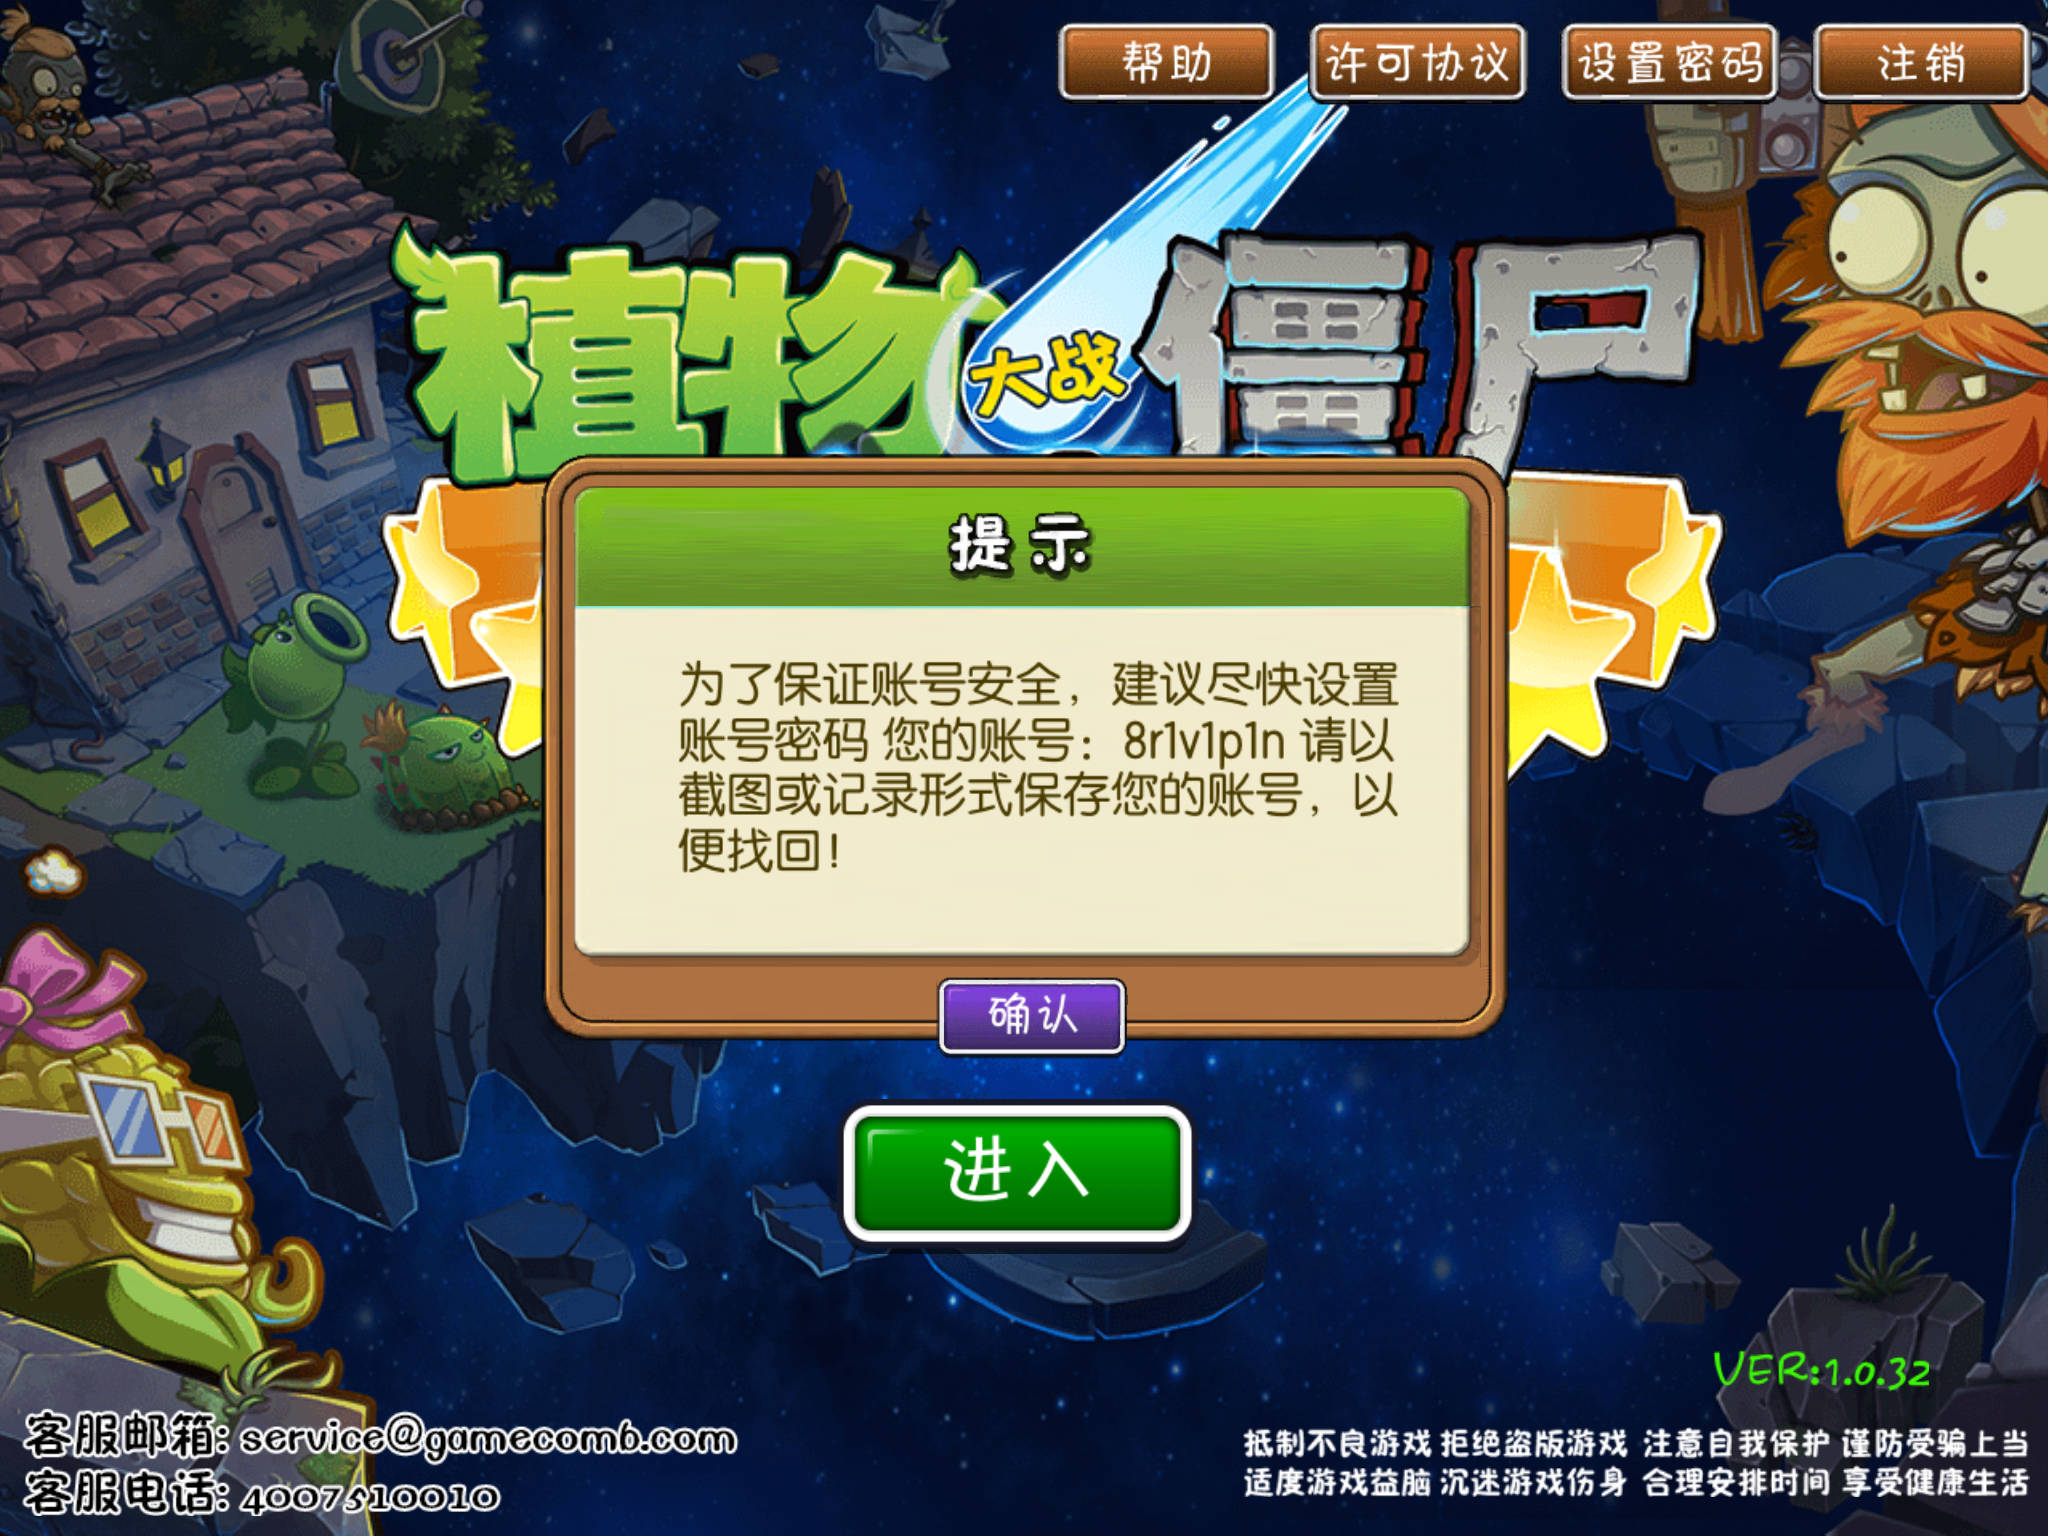 帮助
许可协议
设置密码
注销
植物大战僵尸
提示
为了保证账号安全，建议尽快设置
账号密码 您的账号：8r1v1p1n 请以
截图或记录形式保存您的账号，以
便找回！
确认
进入
VER:1.0.32
客服邮箱: service@gamecomb.com
客服电话: 4007510010
抵制不良游戏 拒绝盗版游戏 注意自我保护 谨防受骗上当
适度游戏益脑 沉迷游戏伤身 合理安排时间 享受健康生活